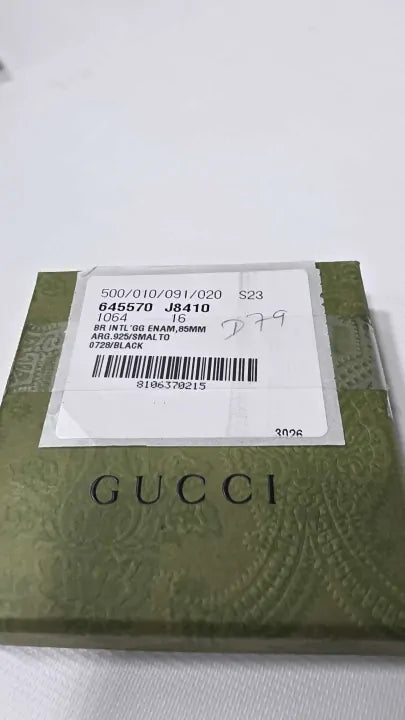 500/010/091/020 S23
645570 J8410
1064 16
D79
BR INTL'GG ENAM,85MM
ARG.925/SMALTO
0728/BLACK
8106370215
3026
GUCCI